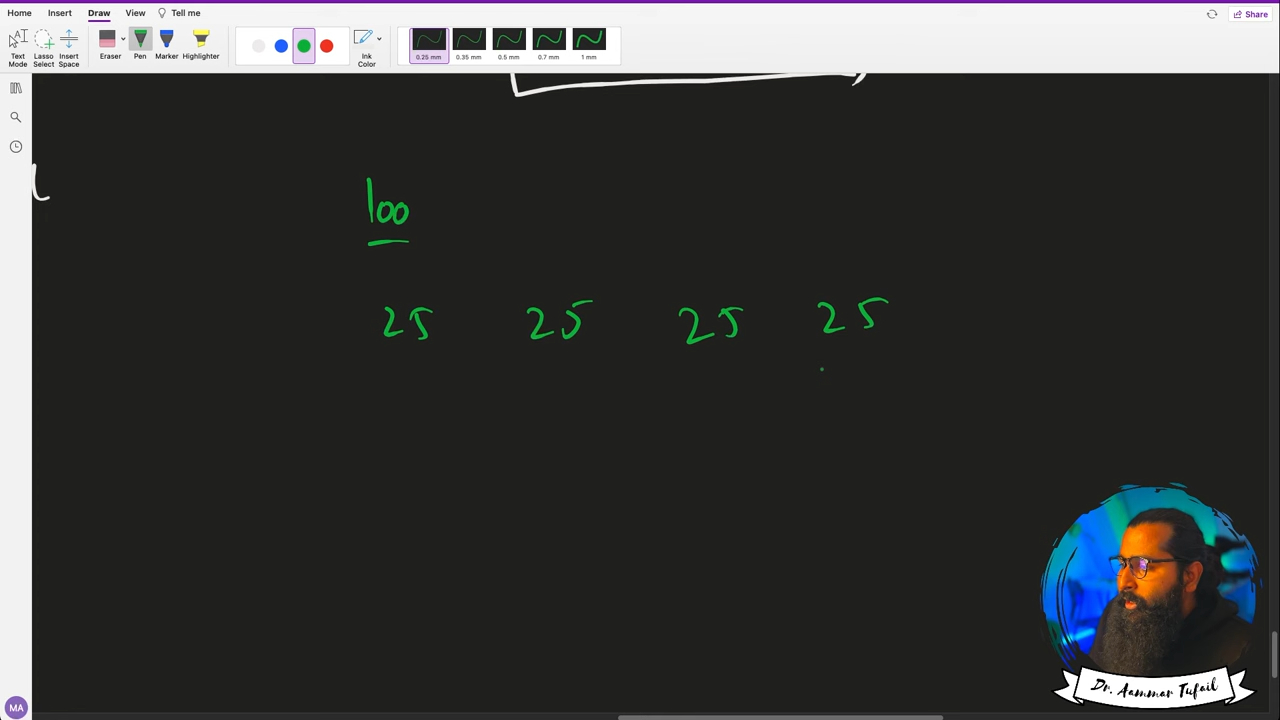 Home Insert Draw View Tell me Share
Text Mode Lasso Select Insert Space Eraser Pen Marker Highlighter Ink Color 0.25 mm 0.35 mm 0.5 mm 0.7 mm 1 mm
100
25 25 25 25
MA
Dr. Aammar Tufail